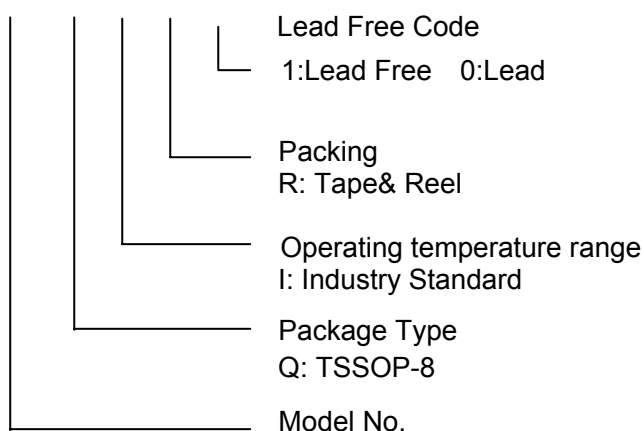 Lead Free Code
1:Lead Free 0:Lead
Packing
R: Tape& Reel
Operating temperature range
I: Industry Standard
Package Type
Q: TSSOP-8
Model No.